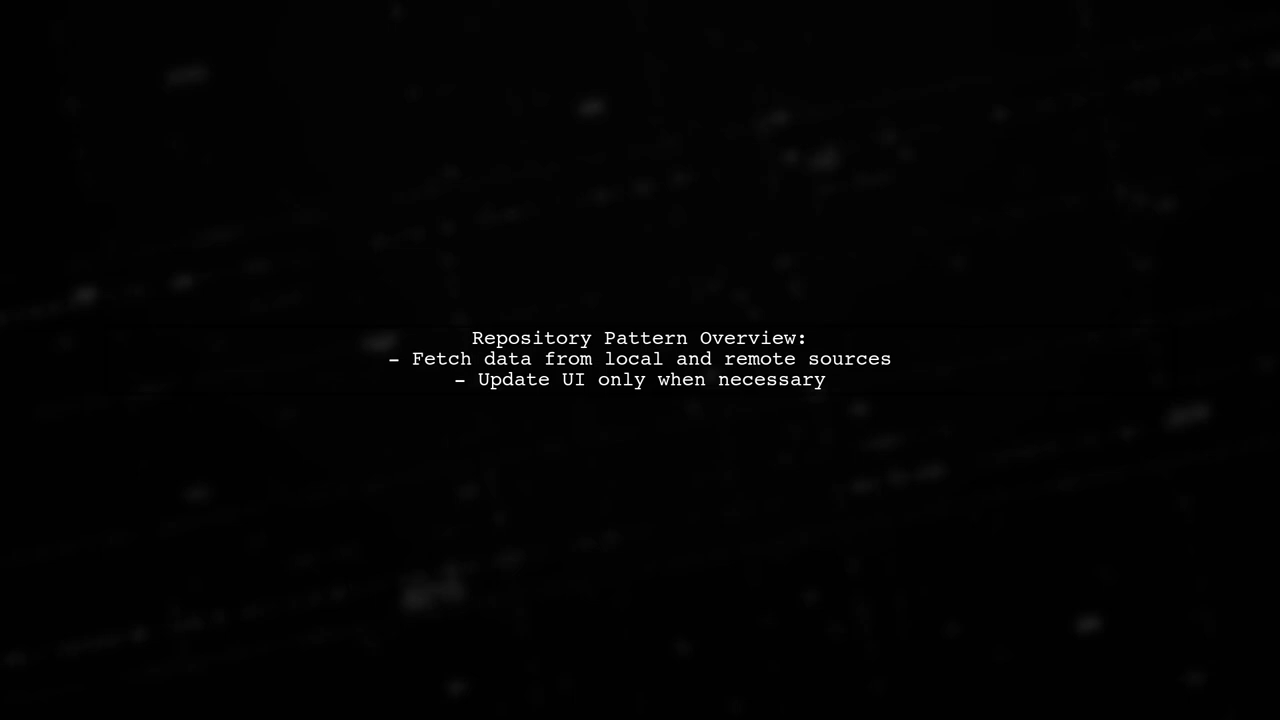 Repository Pattern Overview:
- Fetch data from local and remote sources
- Update UI only when necessary